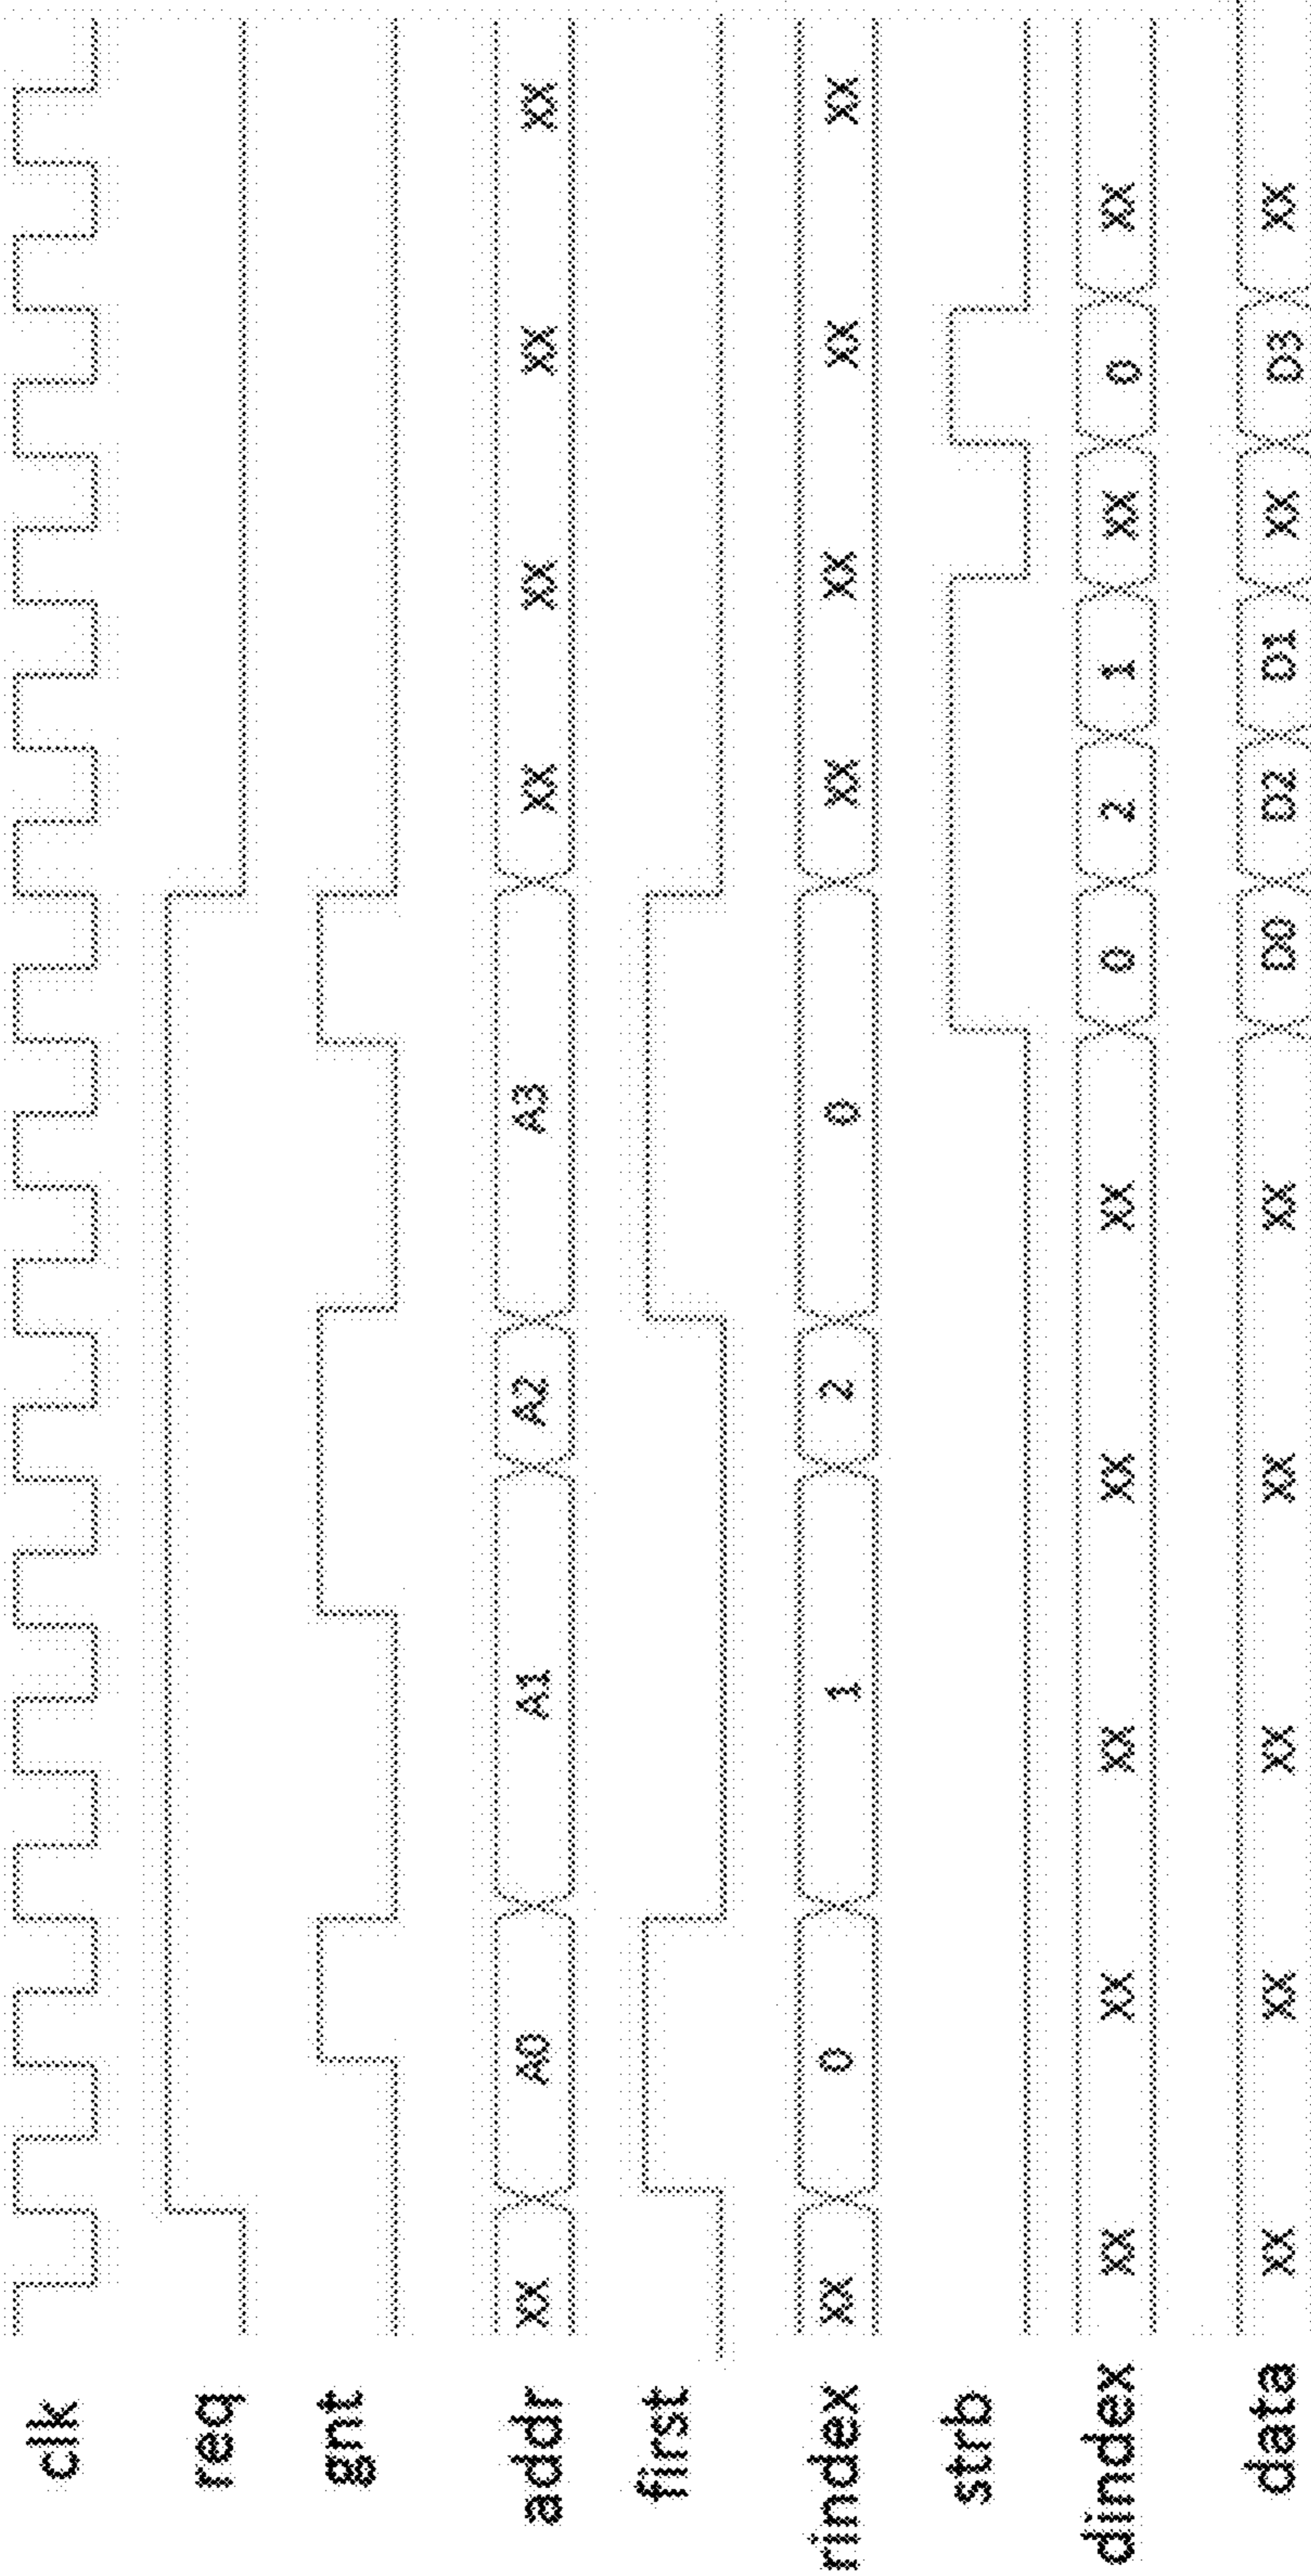 clk
req
gnt
addr XX A0 A1 A2 A3 XX XX XX XX
first
rindex XX 0 1 2 0 XX XX XX XX
strb
dindex XX XX XX XX XX 0 2 1 XX 0 XX
data XX XX XX XX XX D0 D2 D1 XX D3 XX